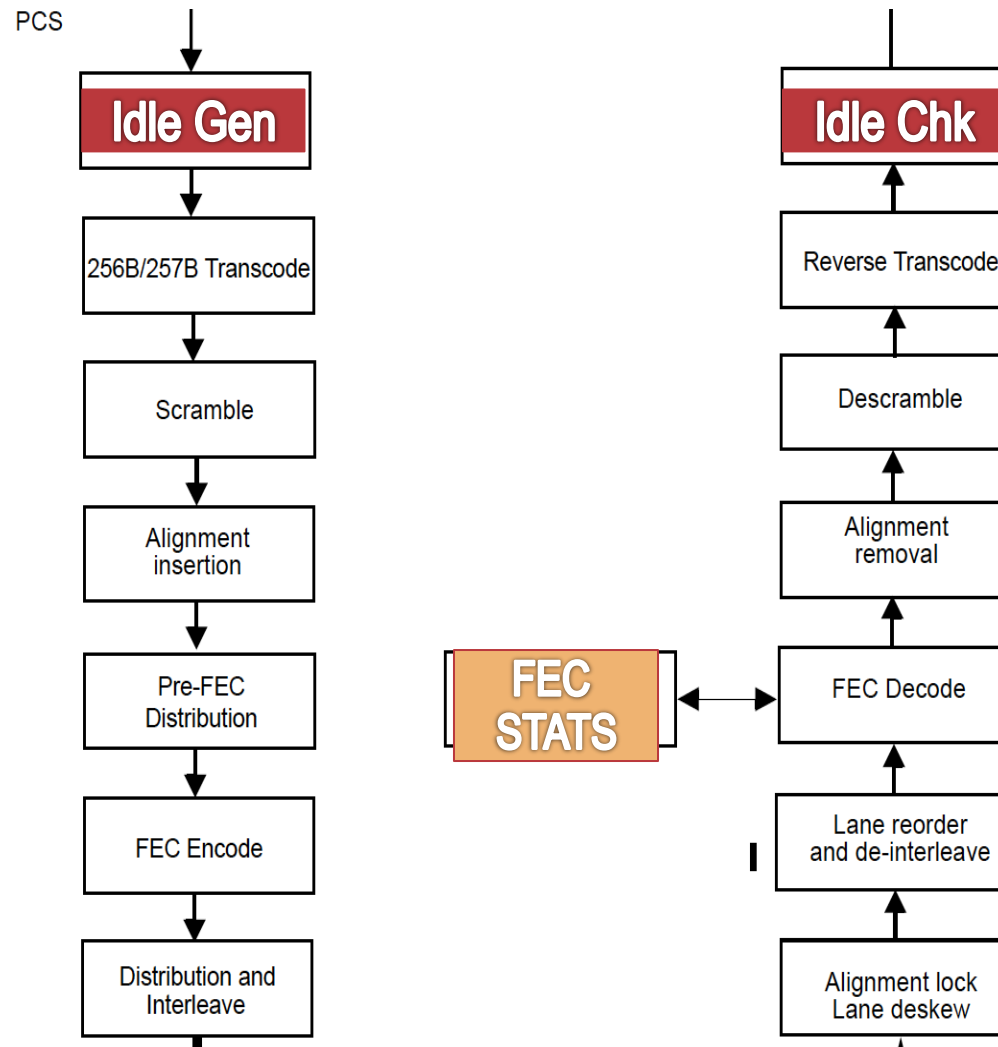 PCS
Idle Gen
256B/257B Transcode
Scramble
Alignment
insertion
Pre-FEC
Distribution
FEC Encode
Distribution and
Interleave
FEC
STATS
Idle Chk
Reverse Transcode
Descramble
Alignment
removal
FEC Decode
Lane reorder
and de-interleave
Alignment lock
Lane deskew